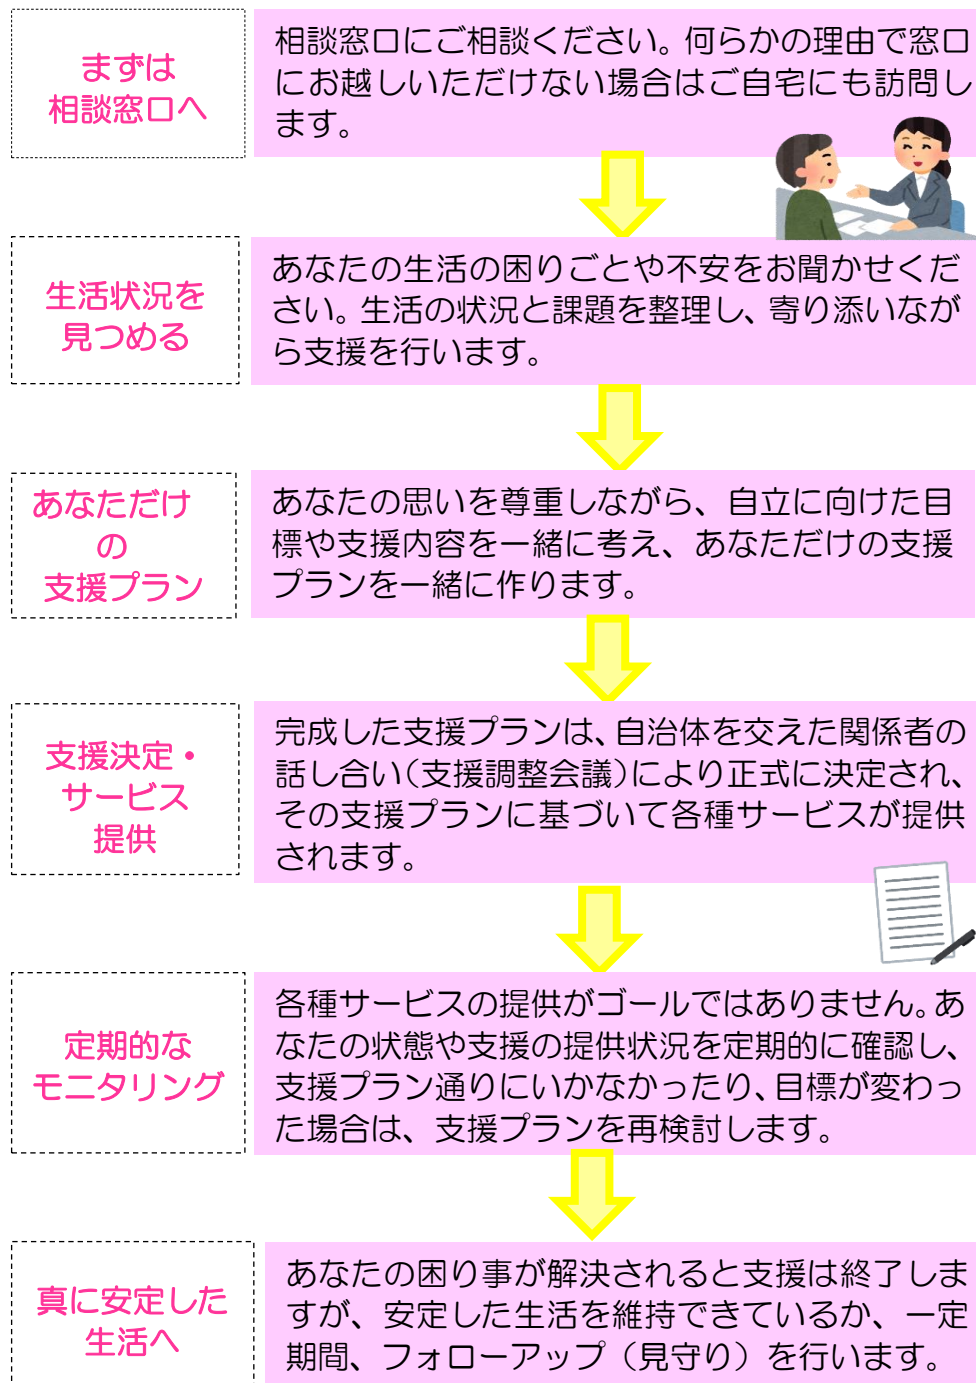 まずは
相談窓口へ
相談窓口にご相談ください。何らかの理由で窓口
にお越しいただけない場合はご自宅にも訪問し
ます。
生活状況を
見つめる
あなたの生活の困りごとや不安をお聞かせくだ
さい。生活の状況と課題を整理し、寄り添いなが
ら支援を行います。
あなただけ
の
支援プラン
あなたの思いを尊重しながら、自立に向けた目
標や支援内容を一緒に考え、あなただけの支援
プランを一緒に作ります。
支援決定・
サービス
提供
完成した支援プランは、自治体を交えた関係者の
話し合い（支援調整会議）により正式に決定され、
その支援プランに基づいて各種サービスが提供
されます。
定期的な
モニタリング
各種サービスの提供がゴールではありません。あ
なたの状態や支援の提供状況を定期的に確認し、
支援プラン通りにいかなかったり、目標が変わっ
た場合は、支援プランを再検討します。
真に安定した
生活へ
あなたの困り事が解決されると支援は終了しま
すが、安定した生活を維持できているか、一定
期間、フォローアップ（見守り）を行います。